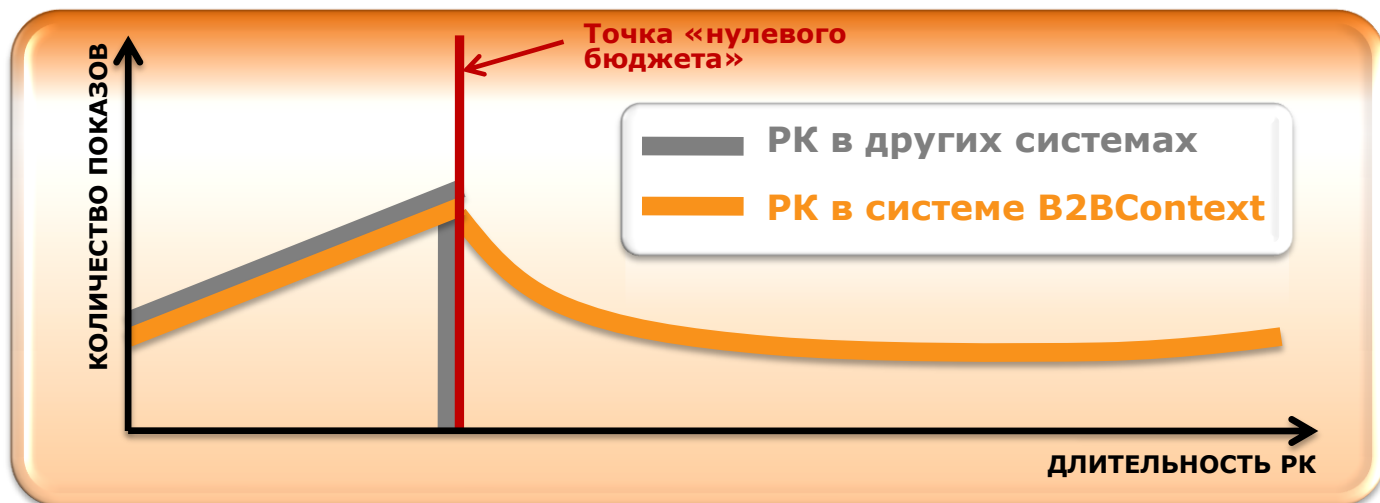 Точка «нулевого
бюджета»
КОЛИЧЕСТВО ПОКАЗОВ
РК в других системах
РК в системе B2BContext
ДЛИТЕЛЬНОСТЬ РК